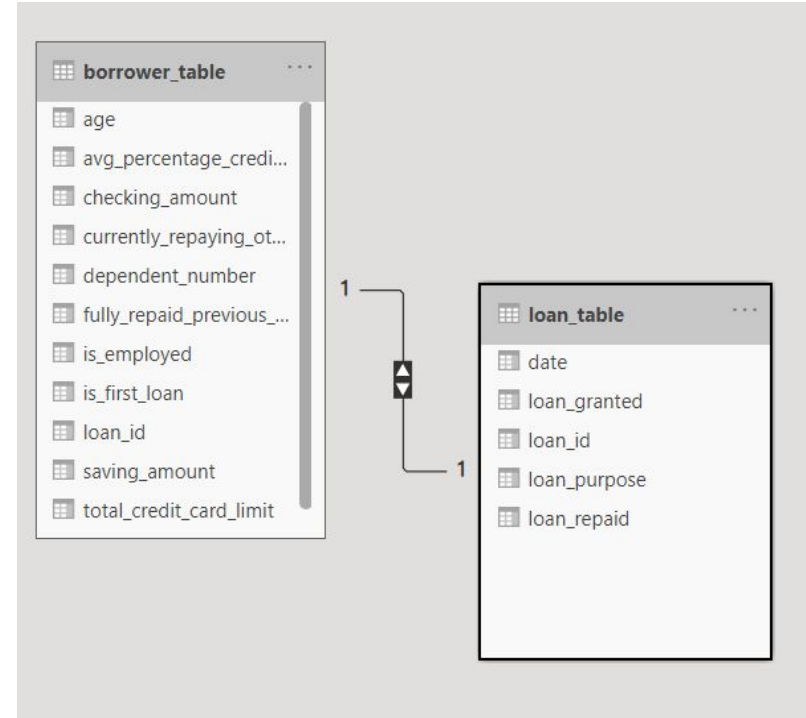 borrower_table ...
age
avg_percentage_credi...
checking_amount
currently_repaying_ot...
dependent_number
fully_repaid_previous_...
is_employed
is_first_loan
loan_id
saving_amount
total_credit_card_limit
1
1
loan_table ...
date
loan_granted
loan_id
loan_purpose
loan_repaid